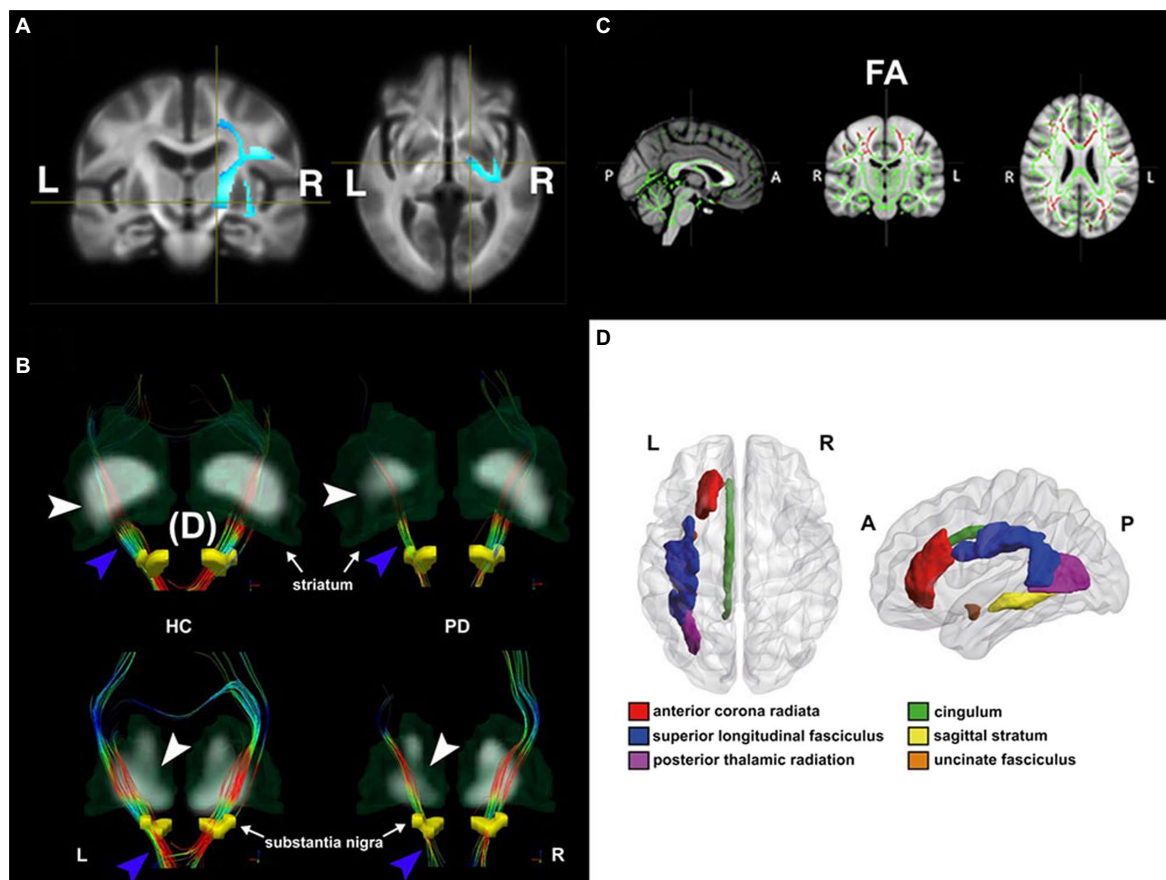 A
L
R
L
R
C
FA
P
A
R
L
R
L
B
(D)
striatum
HC
PD
substantia nigra
L
R
D
L
R
A
P
anterior corona radiata
cingulum
superior longitudinal fasciculus
sagittal stratum
posterior thalamic radiation
uncinate fasciculus